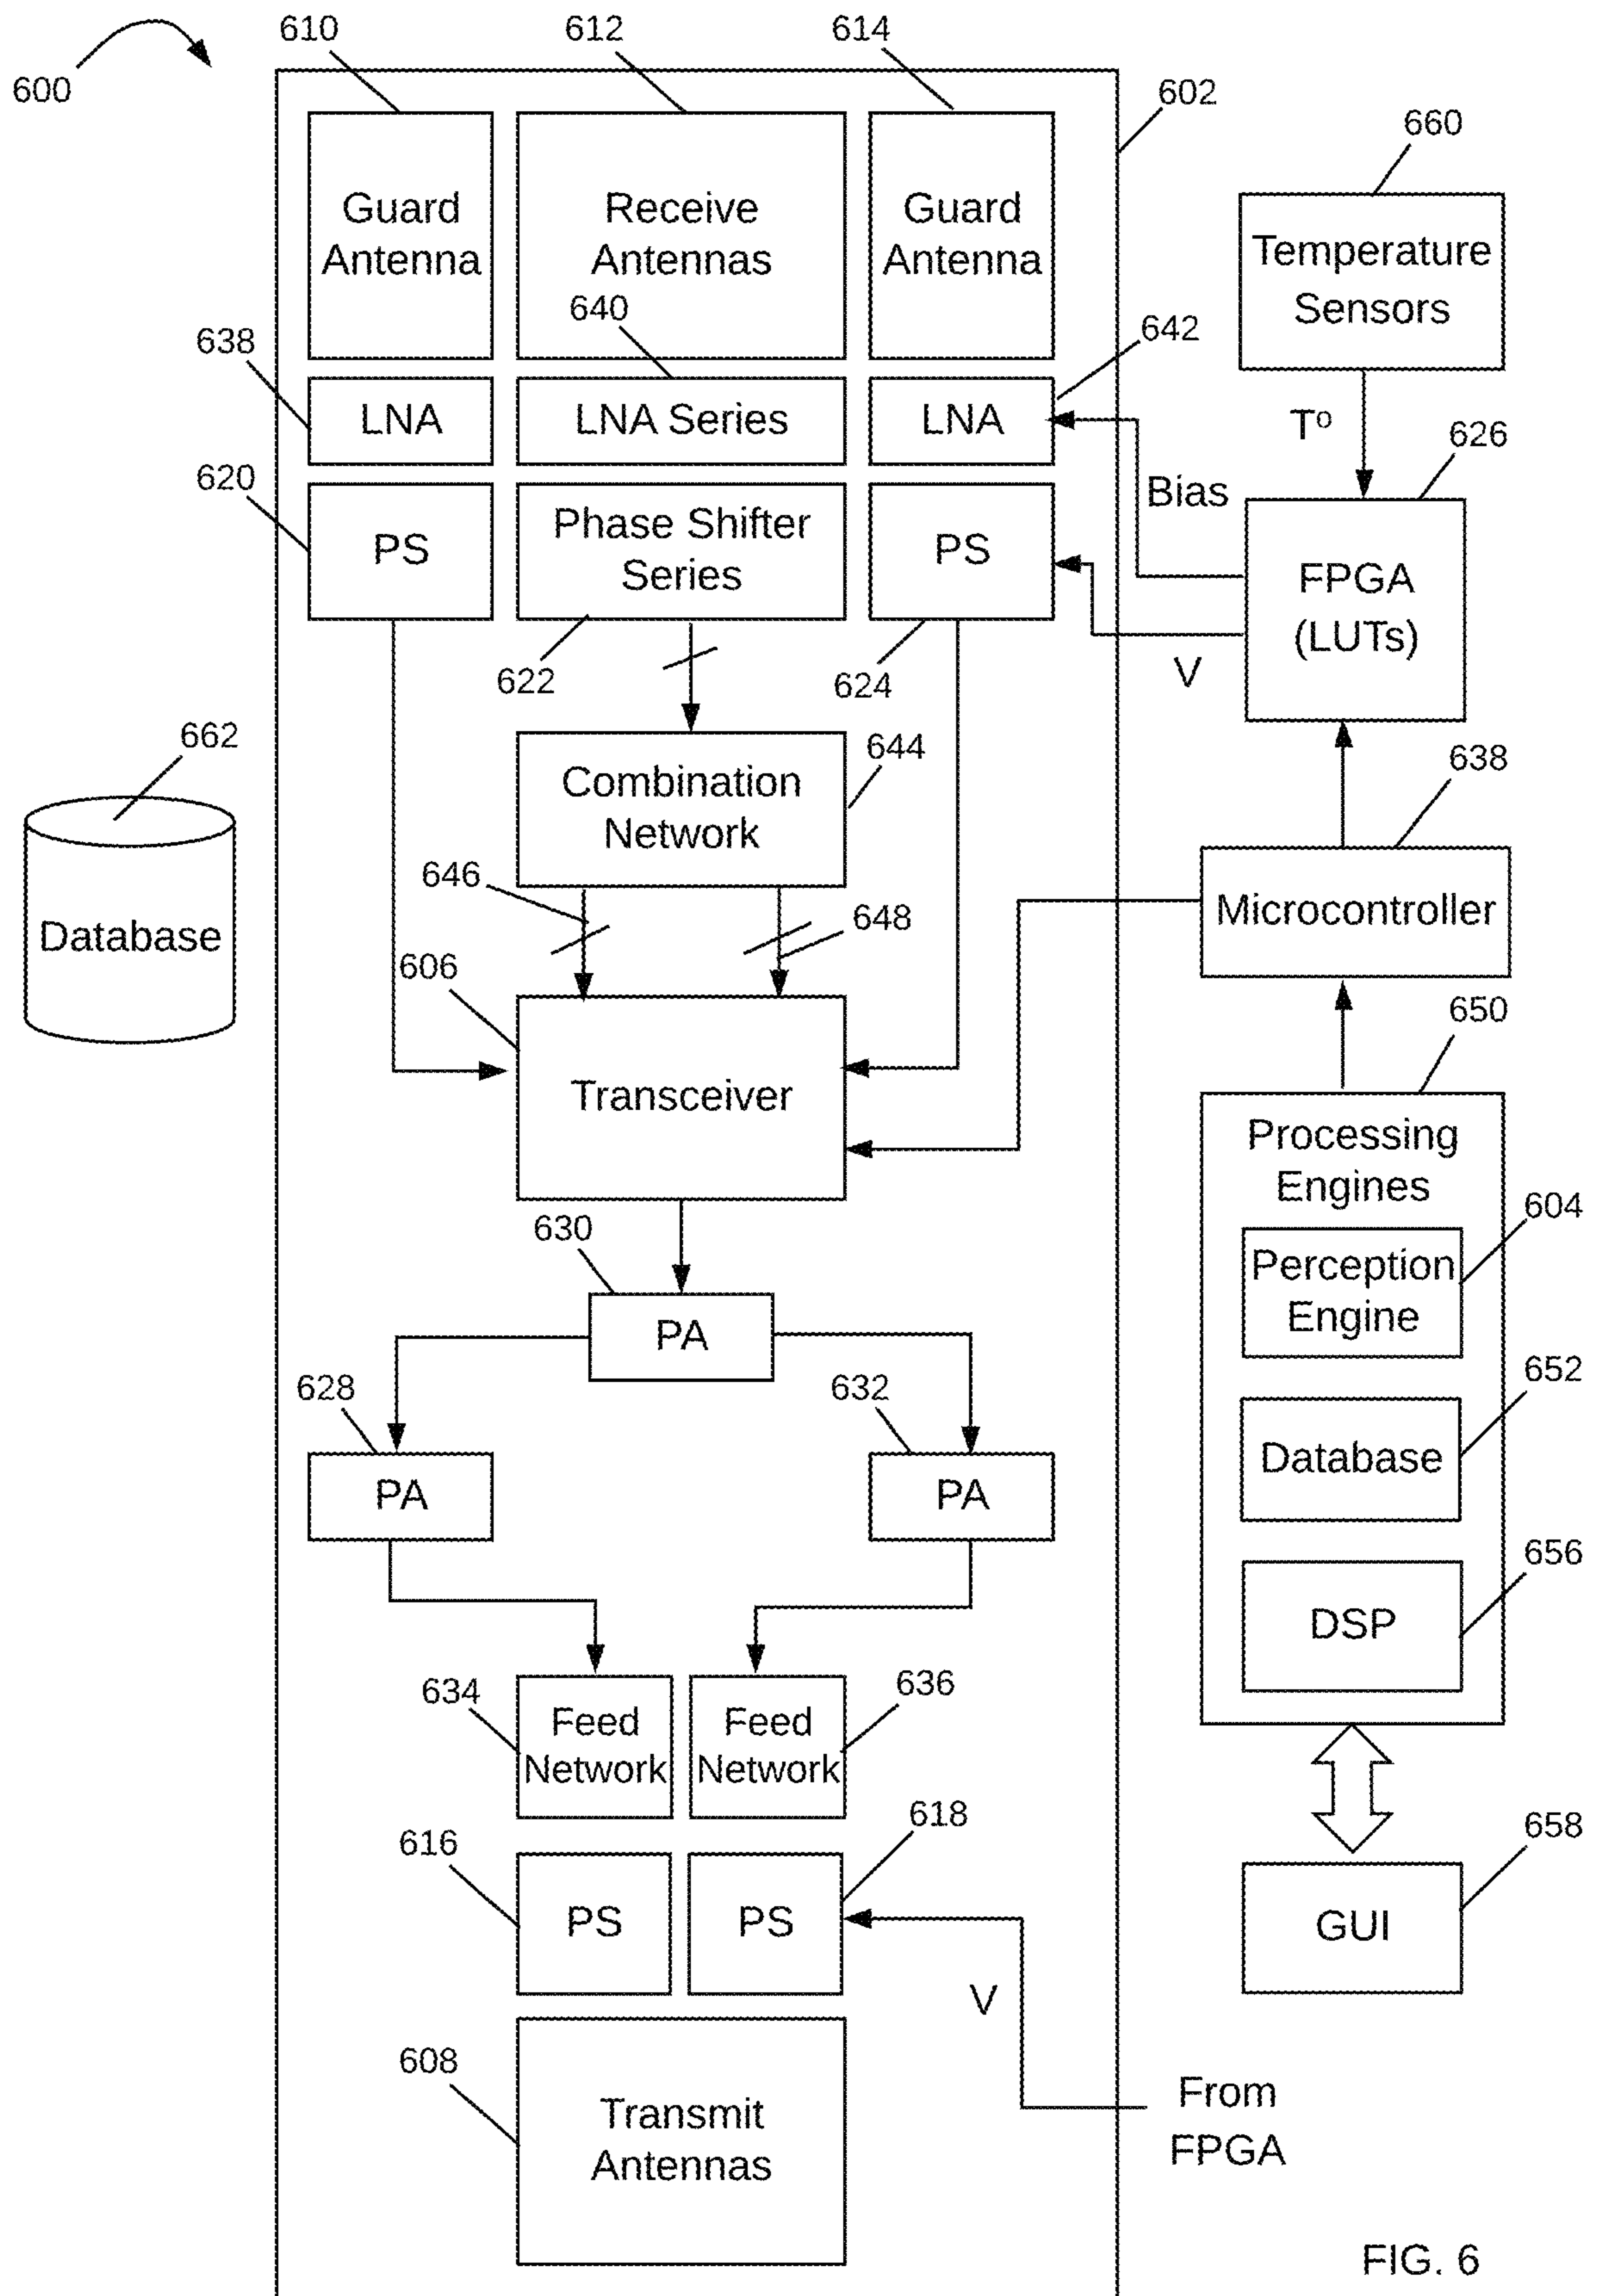 610
612
614
600
602
660
Guard
Antenna
Receive
Antennas
Guard
Antenna
Temperature
Sensors
640
638
642
LNA
LNA Series
LNA
T⁰
626
620
Bias
PS
Phase Shifter
Series
PS
FPGA
(LUTs)
622
624
V
662
644
638
Combination
Network
Database
646
648
Microcontroller
606
650
Transceiver
Processing
Engines
604
630
Perception
Engine
PA
628
632
652
PA
PA
Database
656
DSP
634
636
Feed
Network
Feed
Network
616
618
658
PS
PS
GUI
V
608
From
FPGA
Transmit
Antennas
FIG. 6